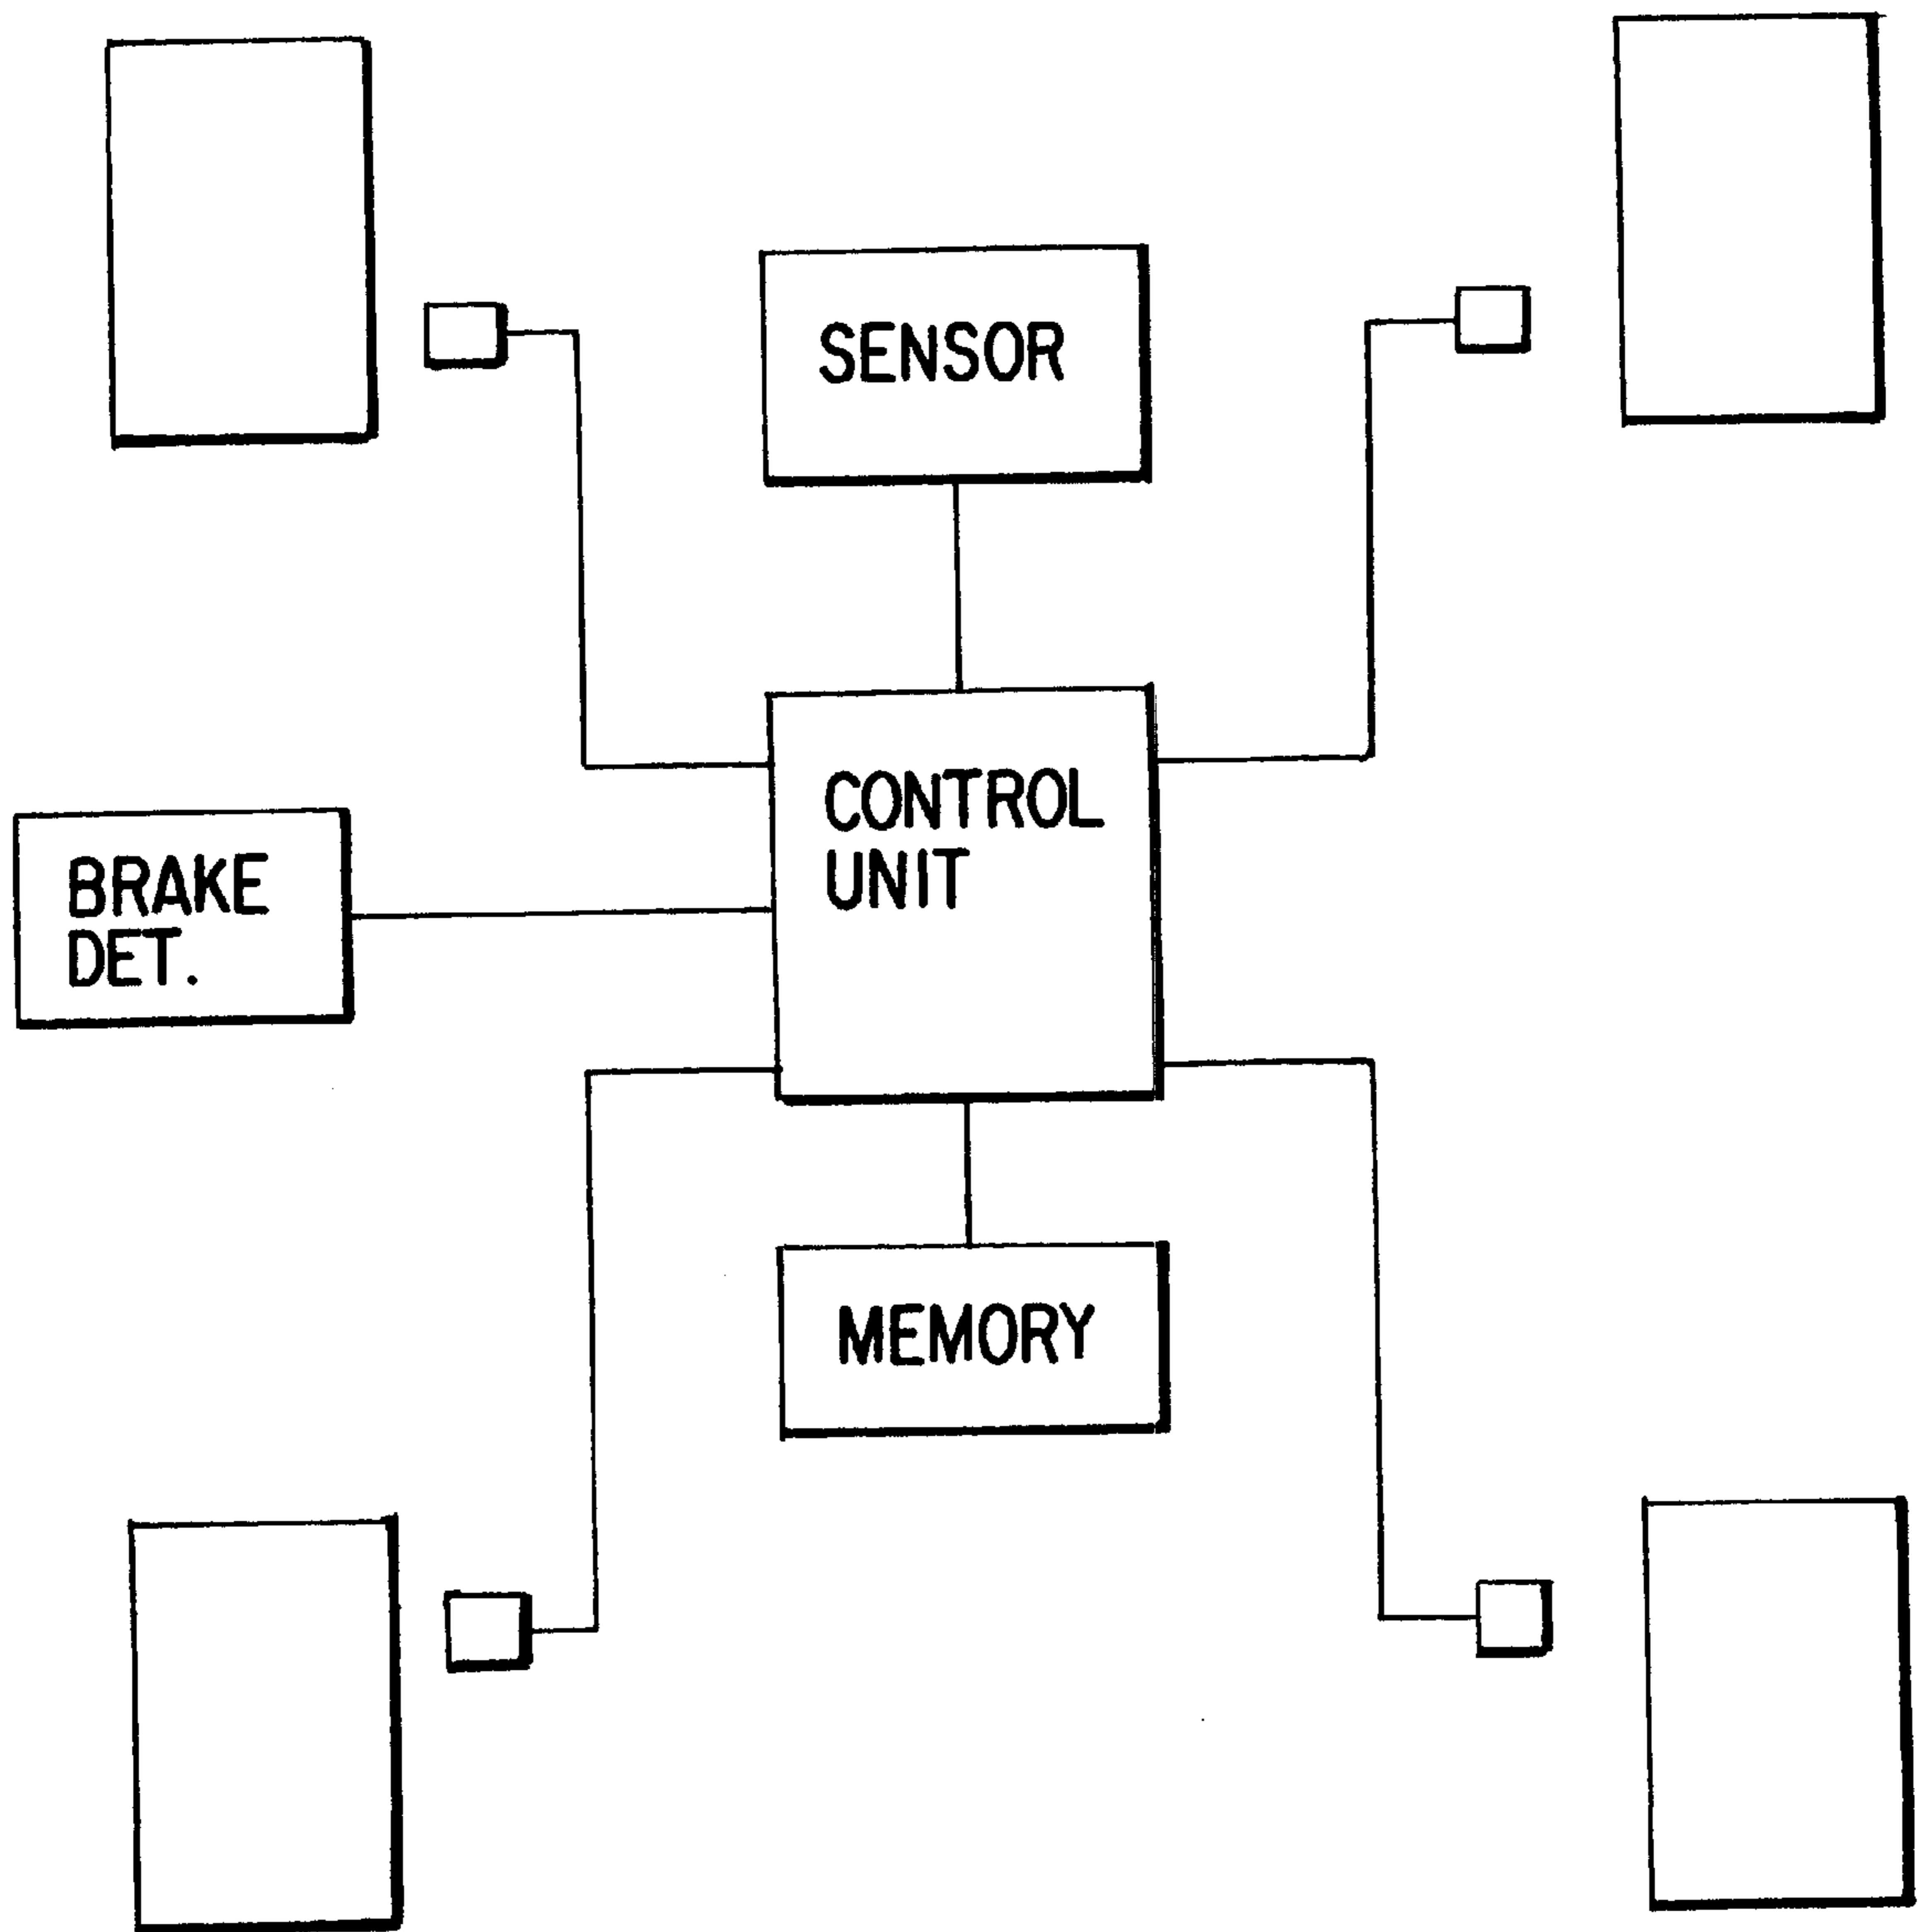 SENSOR
CONTROL
UNIT
BRAKE
DET.
MEMORY